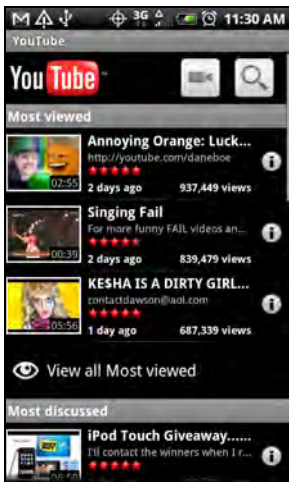 3G 11:30 AM
YouTube
YouTube
Most viewed
Annoying Orange: Luck...
http://youtube.com/daneboe
02:55
2 days ago 937,449 views
Singing Fail
For more funny FAIL videos an...
00:39
2 days ago 839,479 views
KE$HA IS A DIRTY GIRL...
contactdawson@aol.com
05:56
1 day ago 687,339 views
View all Most viewed
Most discussed
iPod Touch Giveaway......
I'll contact the winners when I r...
06:50